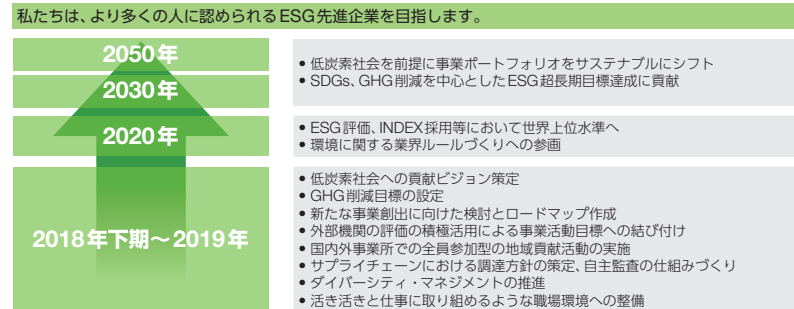 私たちは、より多くの人に認められるESG先進企業を目指します。
2050年
2030年
• 低炭素社会を前提に事業ポートフォリオをサステナブルにシフト
• SDGs、GHG削減を中心としたESG超長期目標達成に貢献
2020年
• ESG評価、INDEX採用等において世界上位水準へ
• 環境に関する業界ルールづくりへの参画
2018年下期〜2019年
• 低炭素社会への貢献ビジョン策定
• GHG削減目標の設定
• 新たな事業創出に向けた検討とロードマップ作成
• 外部機関の評価の積極活用による事業活動目標への結び付け
• 国内外事業所での全員参加型の地域貢献活動の実施
• サプライチェーンにおける調達方針の策定、自主監査の仕組みづくり
• ダイバーシティ・マネジメントの推進
• 活き活きと仕事に取り組めるような職場環境への整備